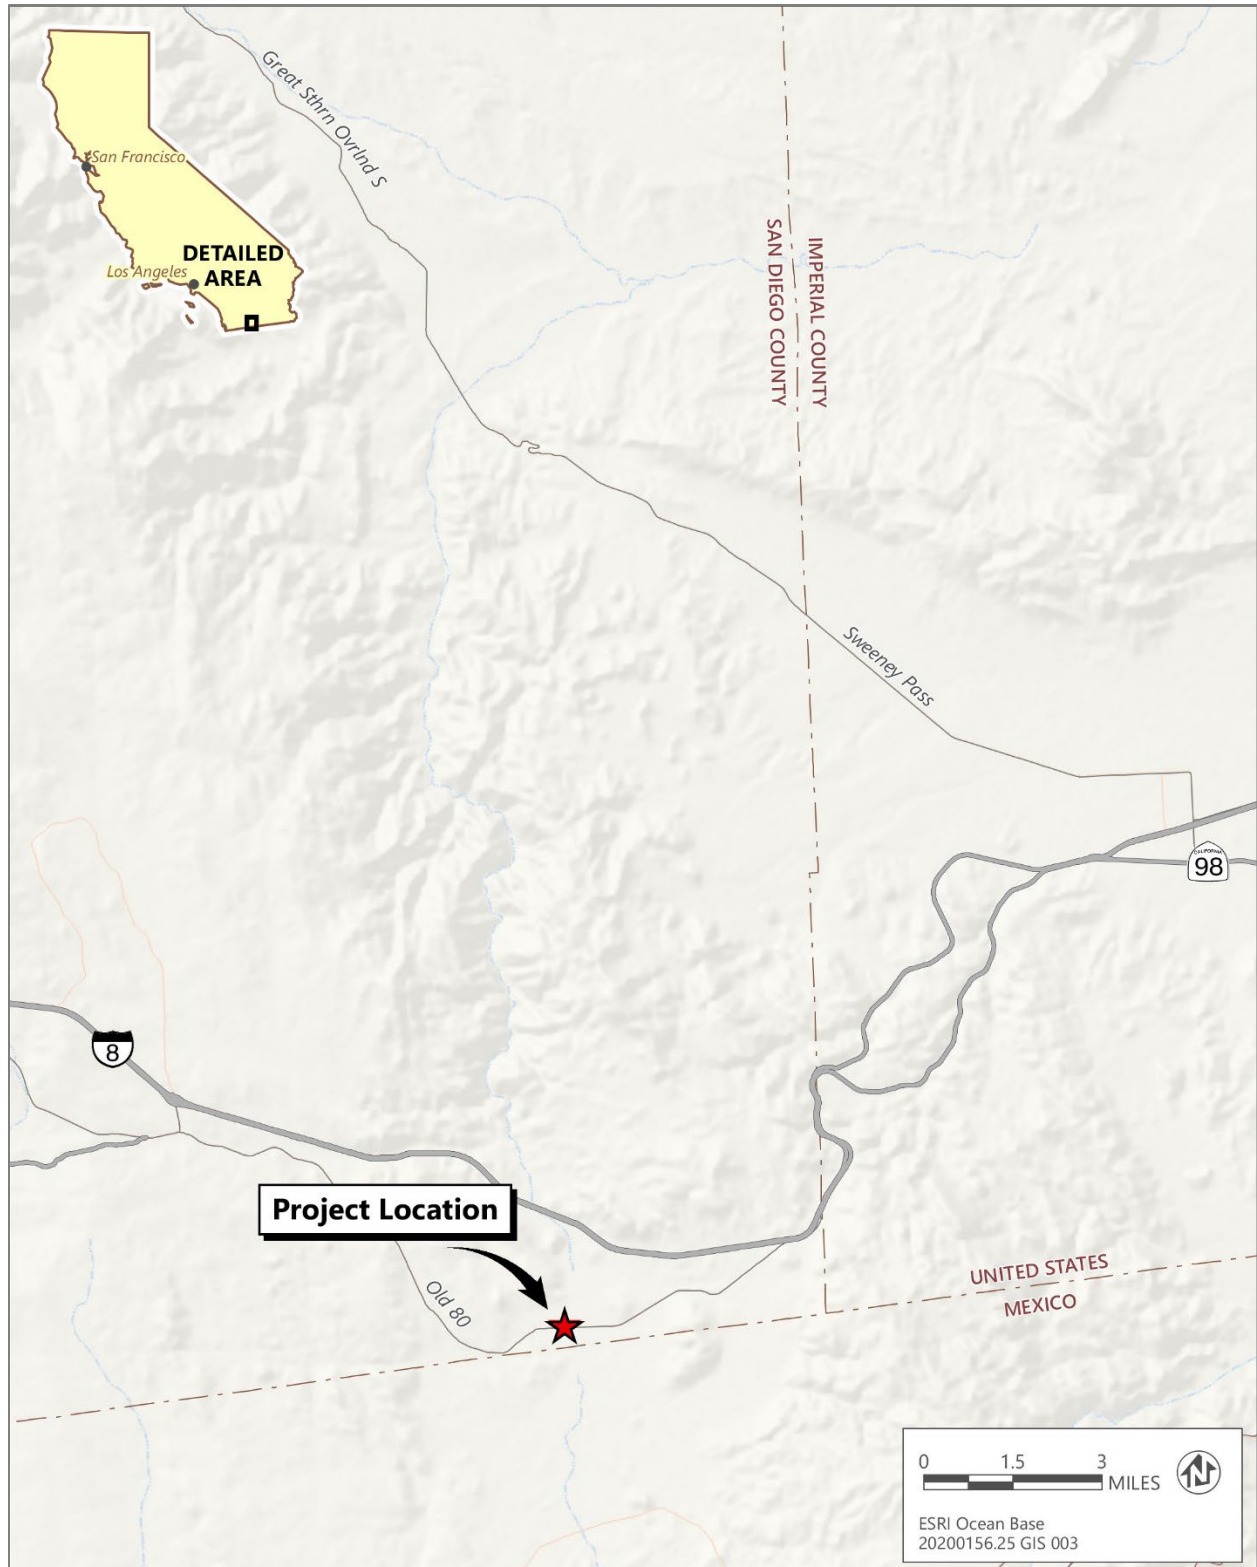 Great Sthrn Ovrlnd S
San Francisco
DETAILED
AREA
Los Angeles
SAN DIEGO COUNTY
IMPERIAL COUNTY
Sweeney Pass
CALIFORNIA
98
8
Project Location
Old 80
UNITED STATES
MEXICO
0 1.5 3
MILES
N
ESRI Ocean Base
20200156.25 GIS 003